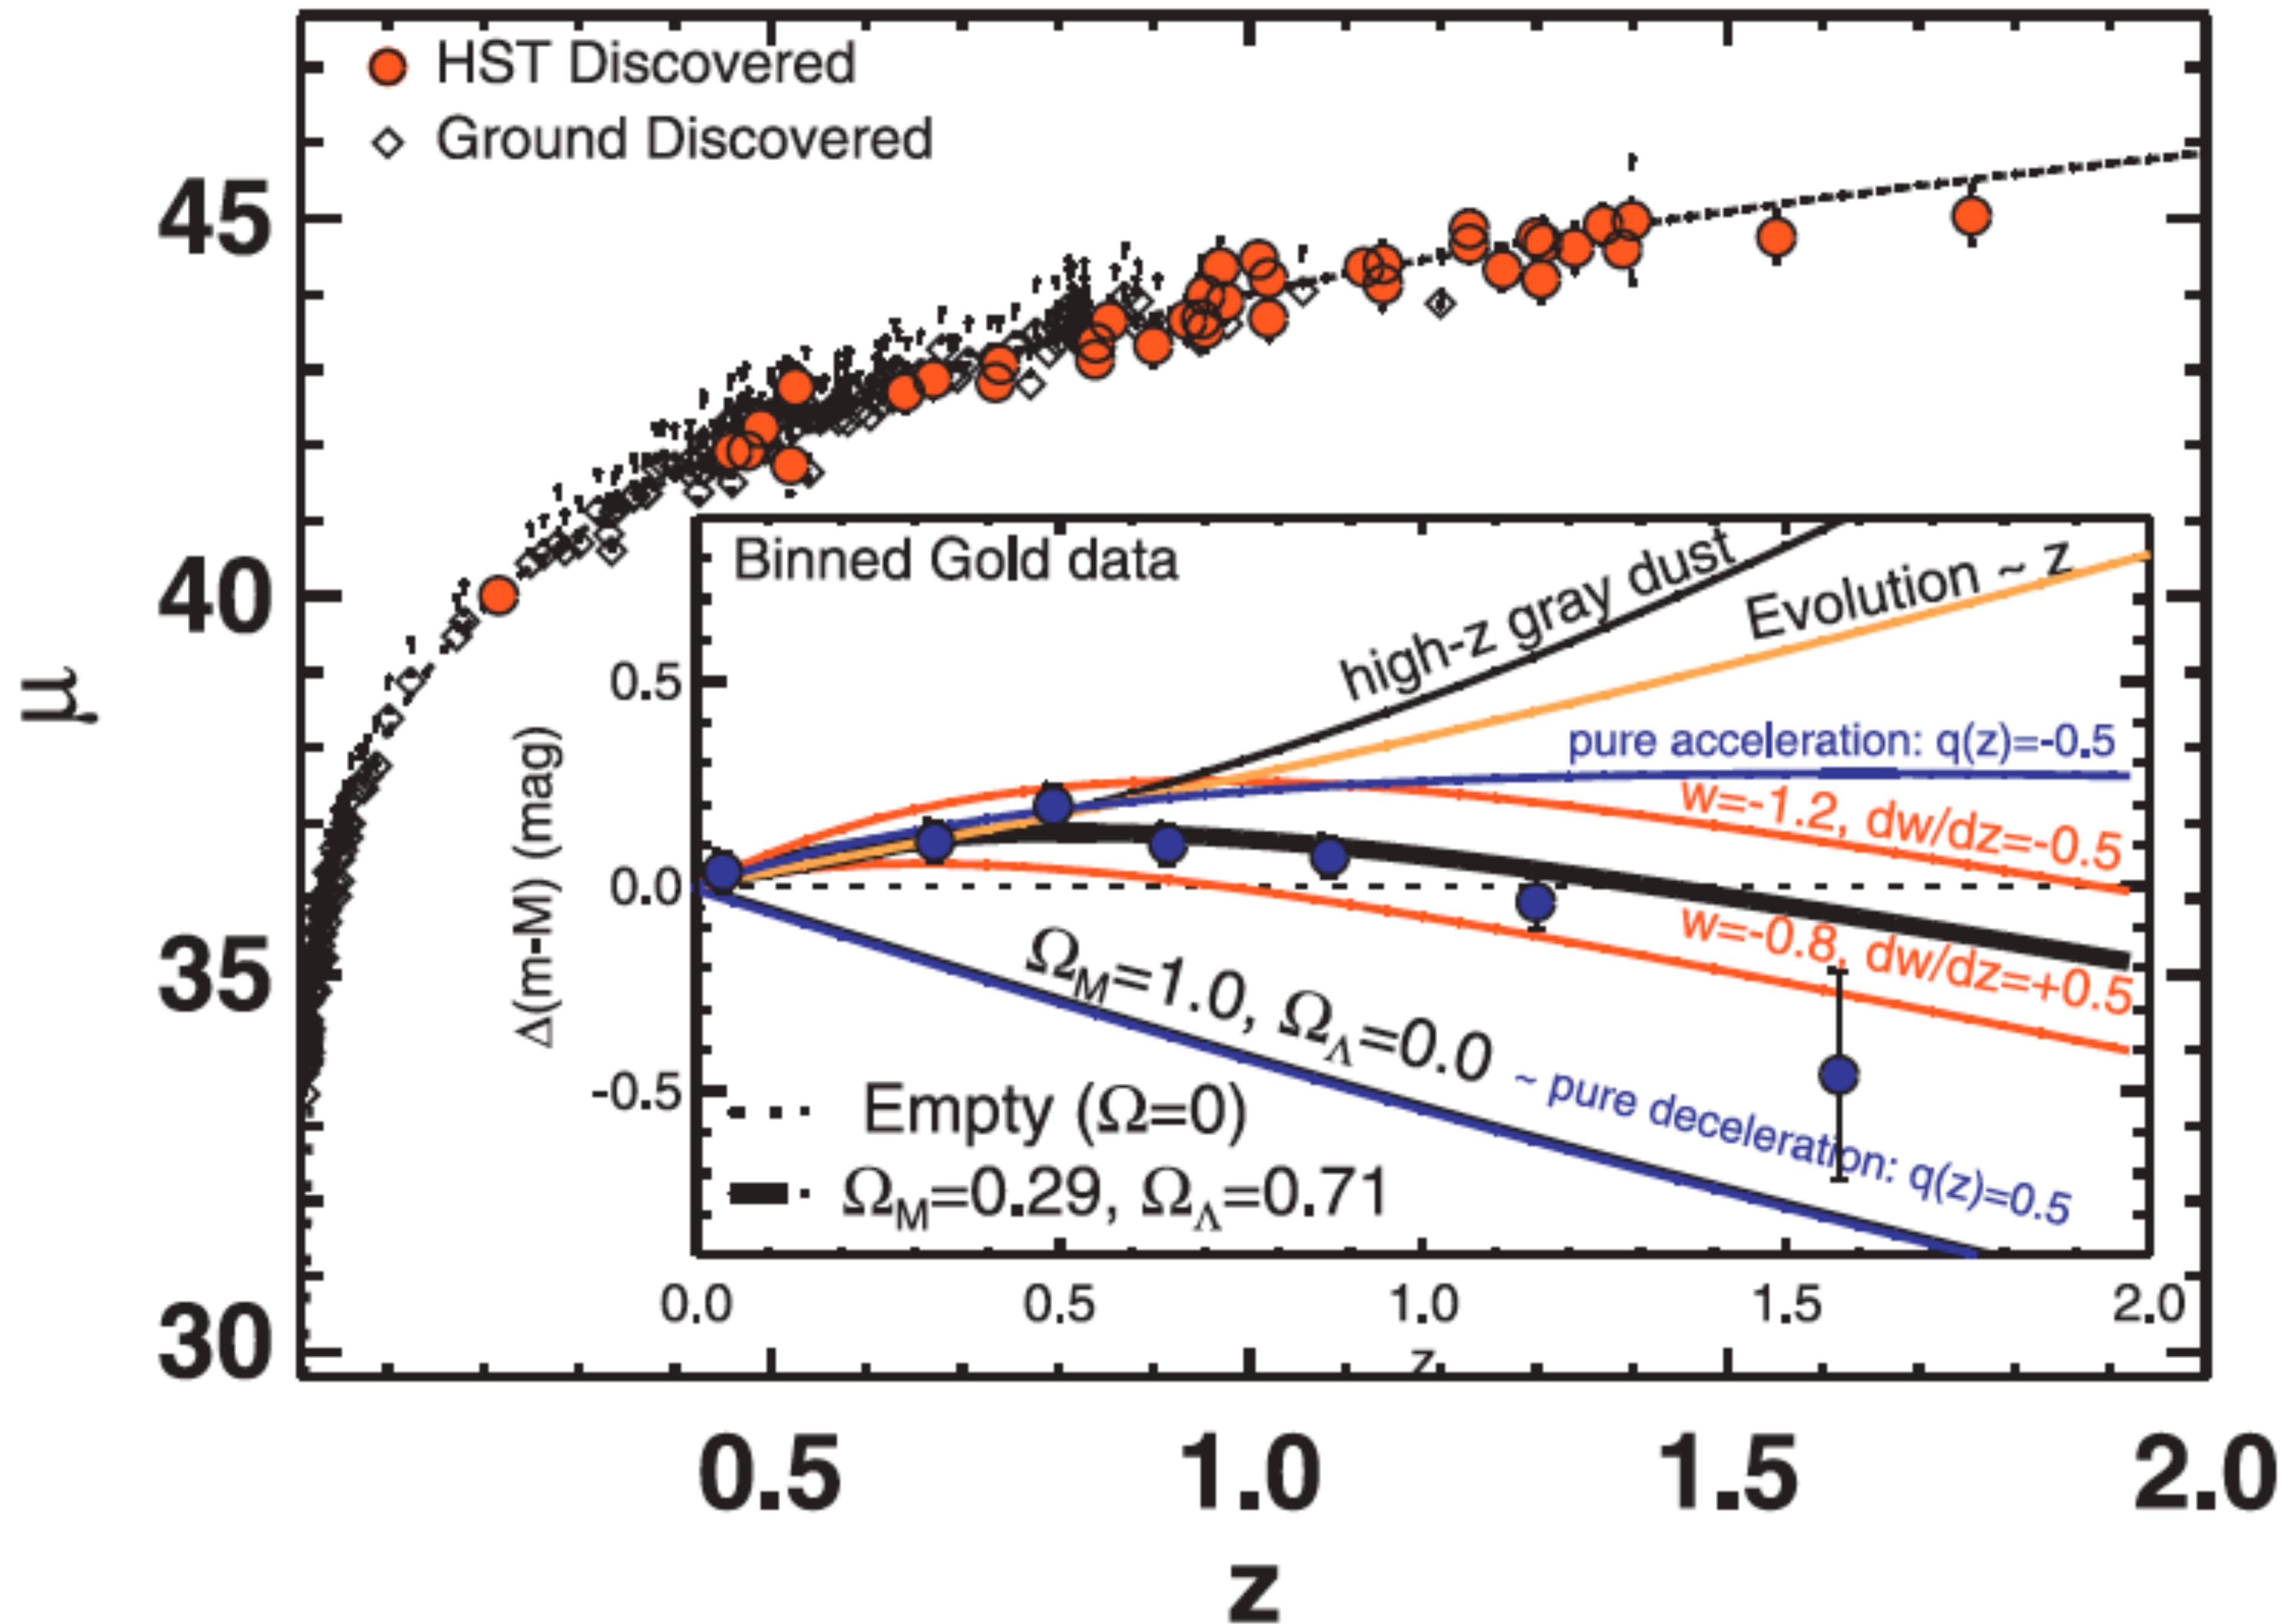 HST Discovered
Ground Discovered
45
40
35
30
μ
Binned Gold data
high-z gray dust
Evolution ~ z
pure acceleration: q(z)=-0.5
w=-1.2, dw/dz=-0.5
w=-0.8, dw/dz=+0.5
Ω_M=1.0, Ω_Λ=0.0
~ pure deceleration: q(z)=0.5
Empty (Ω=0)
Ω_M=0.29, Ω_Λ=0.71
0.5
0.0
-0.5
Δ(m-M) (mag)
0.0 0.5 1.0 1.5 2.0
z
0.5 1.0 1.5 2.0
z